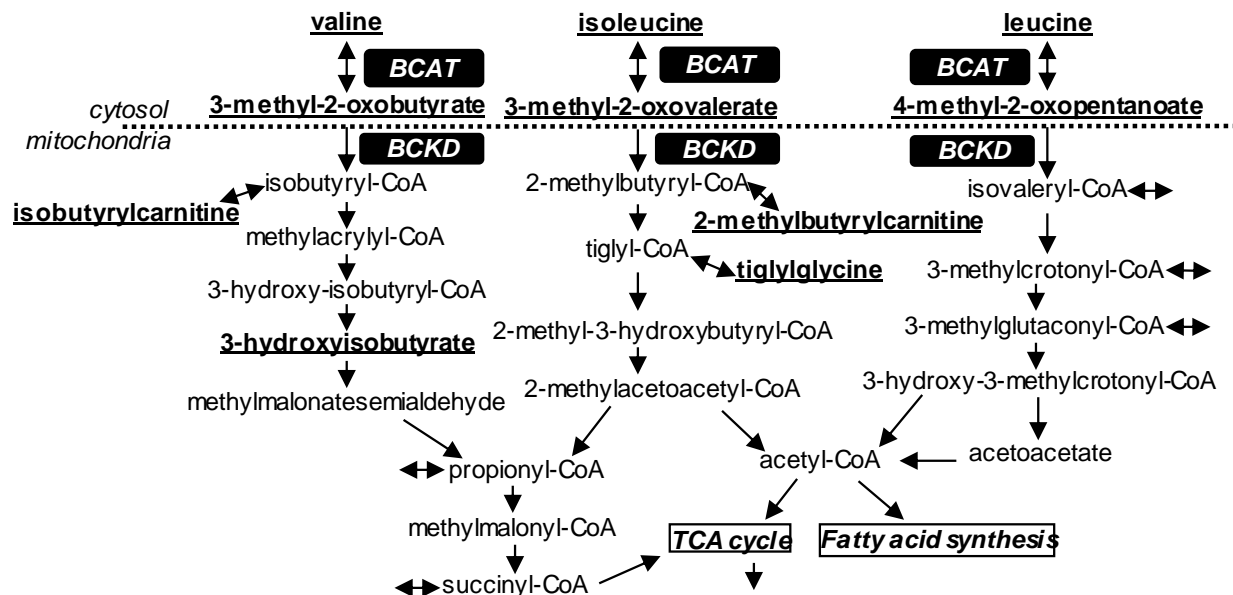 valine isoleucine leucine
BCAT BCAT BCAT
3-methyl-2-oxobutyrate 3-methyl-2-oxovalerate 4-methyl-2-oxopentanoate
cytosol
mitochondria
BCKD BCKD BCKD
isobutyryl-CoA 2-methylbutyryl-CoA isovaleryl-CoA
isobutyrylcarnitine 2-methylbutyrylcarnitine
methylacrylyl-CoA tiglyl-CoA
tiglylglycine 3-methylcrotonyl-CoA
3-hydroxy-isobutyryl-CoA
2-methyl-3-hydroxybutyryl-CoA 3-methylglutaconyl-CoA
3-hydroxyisobutyrate
methylmalonatesemialdehyde 2-methylacetoacetyl-CoA 3-hydroxy-3-methylcrotonyl-CoA
propionyl-CoA acetyl-CoA acetoacetate
methylmalonyl-CoA TCA cycle Fatty acid synthesis
succinyl-CoA